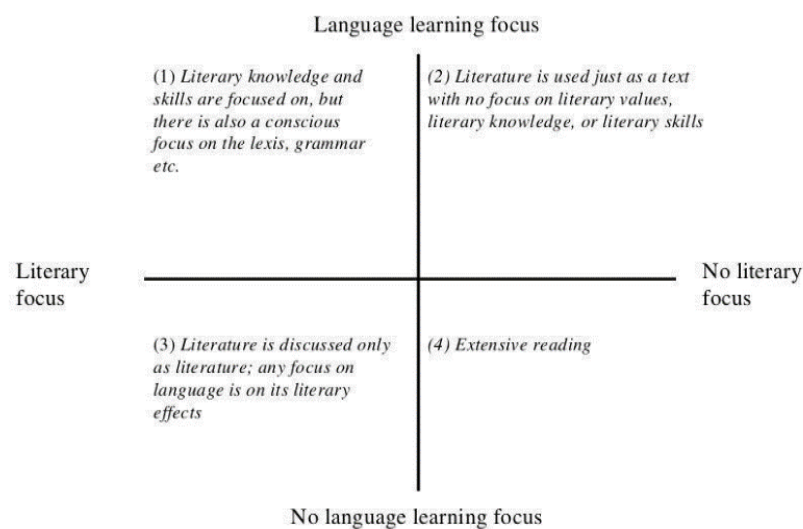 Language learning focus
(1) Literary knowledge and
skills are focused on, but
there is also a conscious
focus on the lexis, grammar
etc.
(2) Literature is used just as a text
with no focus on literary values,
literary knowledge, or literary skills
Literary
focus
No literary
focus
(3) Literature is discussed only
as literature; any focus on
language is on its literary
effects
(4) Extensive reading
No language learning focus